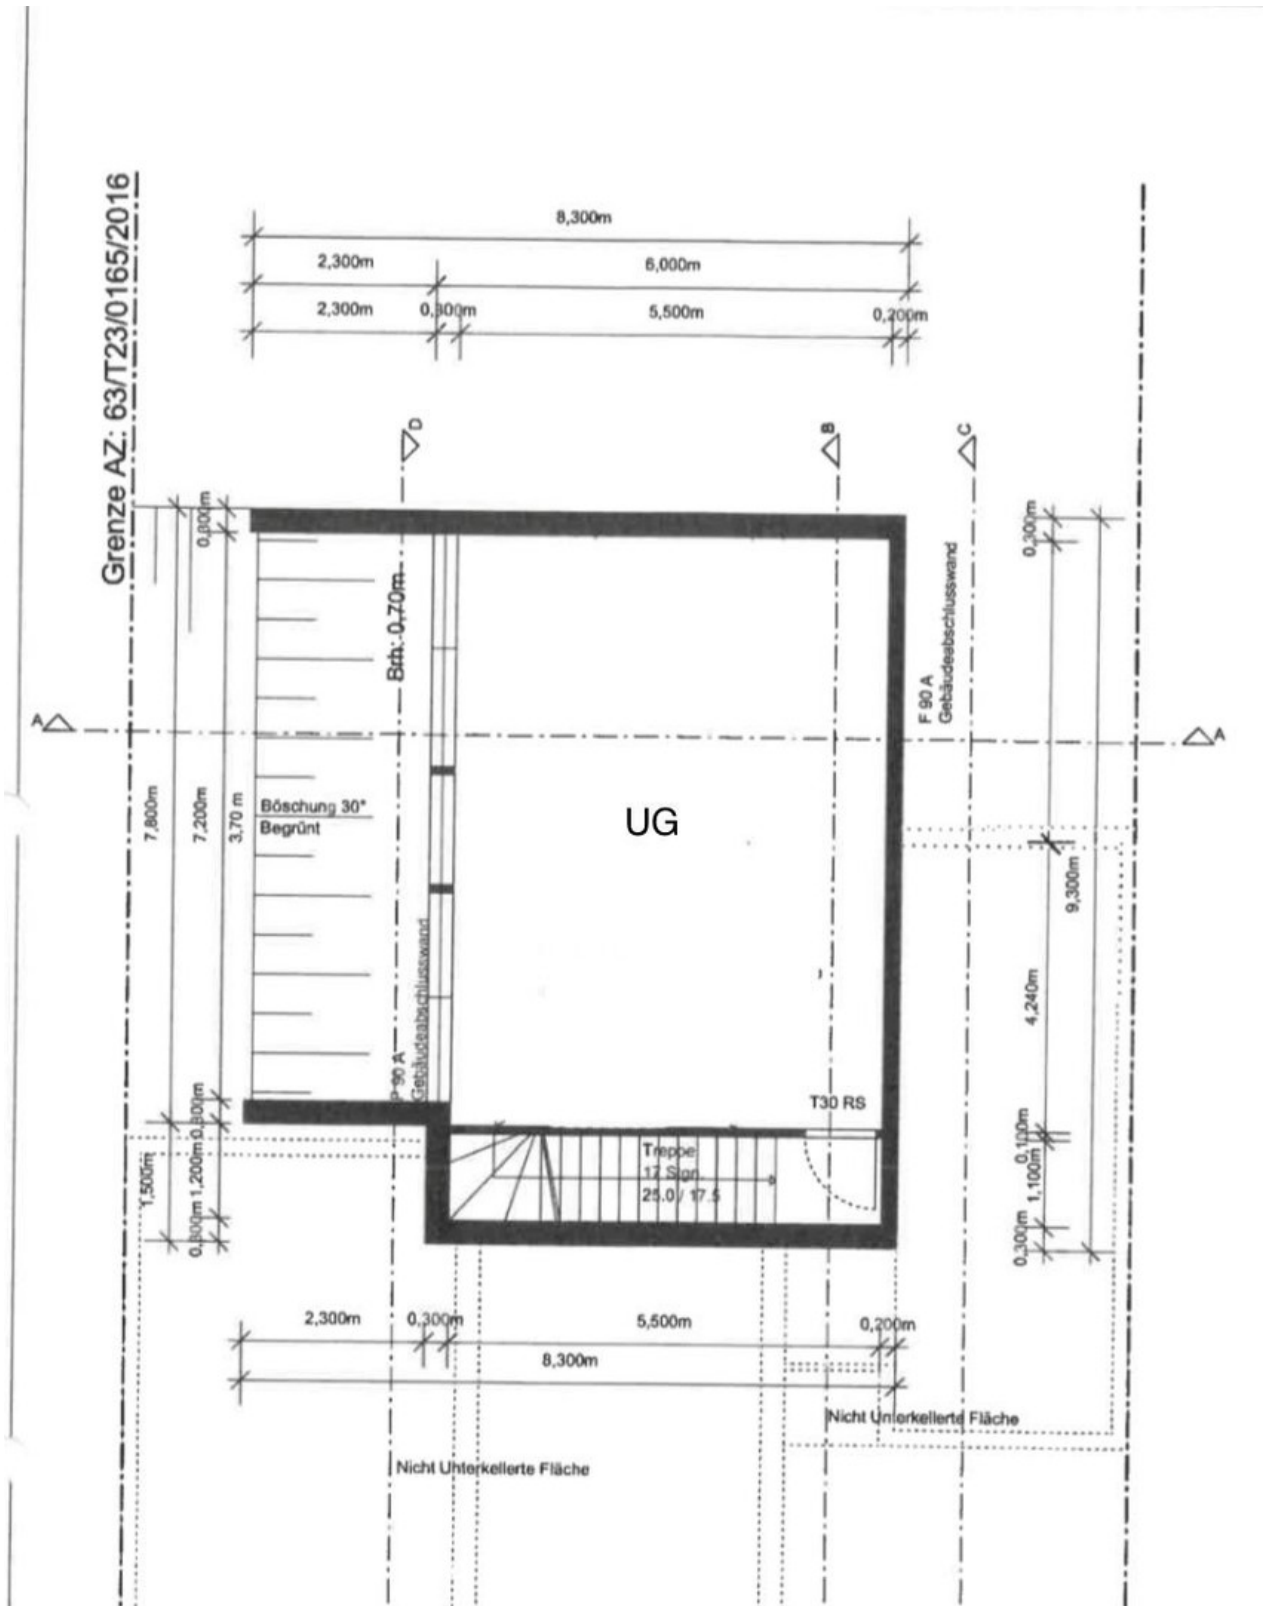 Grenze AZ: 63/T23/0165/2016
8,300m
2,300m
6,000m
2,300m
0,300m
5,500m
0,200m
D
B
C
0,300m
0,300m
Brh: 0,70m
F 90 A
Gebäudeabschlusswand
A
A
7,800m
7,200m
3,70 m
Böschung 30°
Begrünt
UG
9,300m
4,240m
F 90 A
Gebäudeabschlusswand
T30 RS
0,300m
1,200m
0,300m
1,500m
Treppe
17 Stgn.
25.0 / 17.5
0,100m
1,100m
0,300m
2,300m
0,300m
5,500m
0,200m
8,300m
Nicht Unterkellerte Fläche
Nicht Unterkellerte Fläche